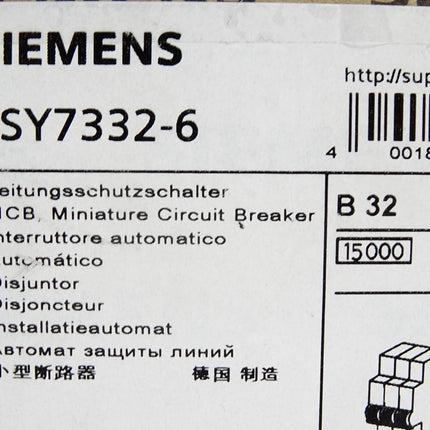 IEMENS
http://sup
SY7332-6
4 0018
eitungsschutzschalter
MCB, Miniature Circuit Breaker
nterruttore automatico
utomático
Disjuntor
Disjoncteur
nstallatieautomat
Автомат защиты линий
小型断路器 德国 制造
B 32
15000